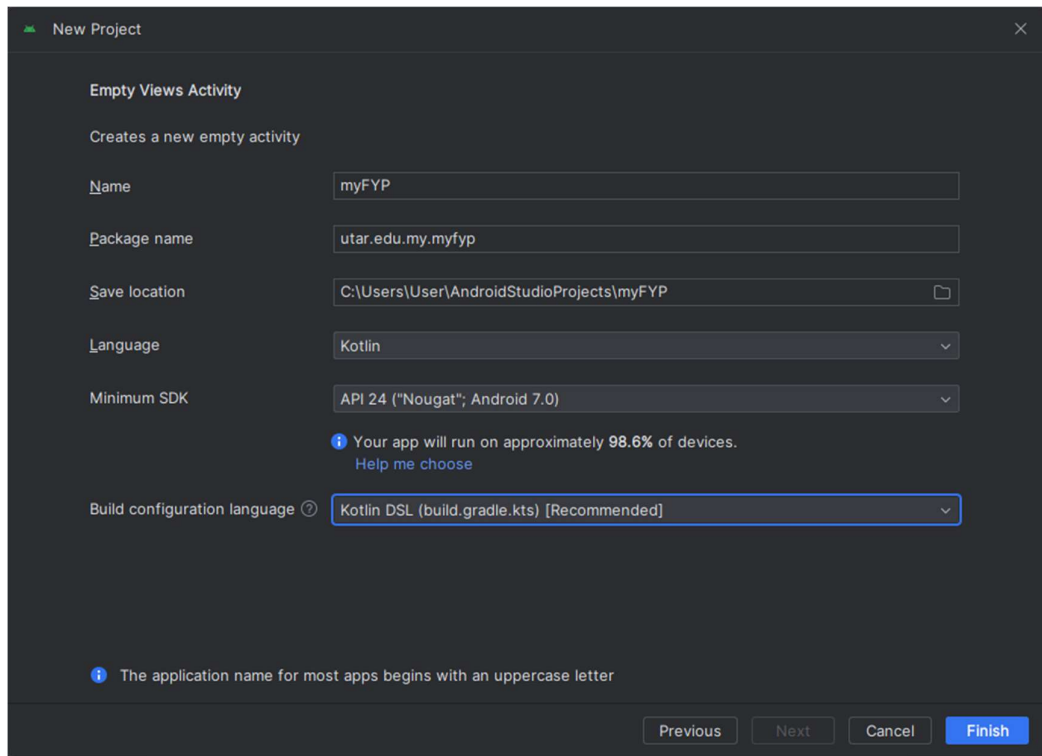 New Project
Empty Views Activity
Creates a new empty activity
Name
myFYP
Package name
utar.edu.my.myfyp
Save location
C:\Users\User\AndroidStudioProjects\myFYP
Language
Kotlin
Minimum SDK
API 24 ("Nougat"; Android 7.0)
Your app will run on approximately 98.6% of devices.
Help me choose
Build configuration language
Kotlin DSL (build.gradle.kts) [Recommended]
The application name for most apps begins with an uppercase letter
Previous
Next
Cancel
Finish